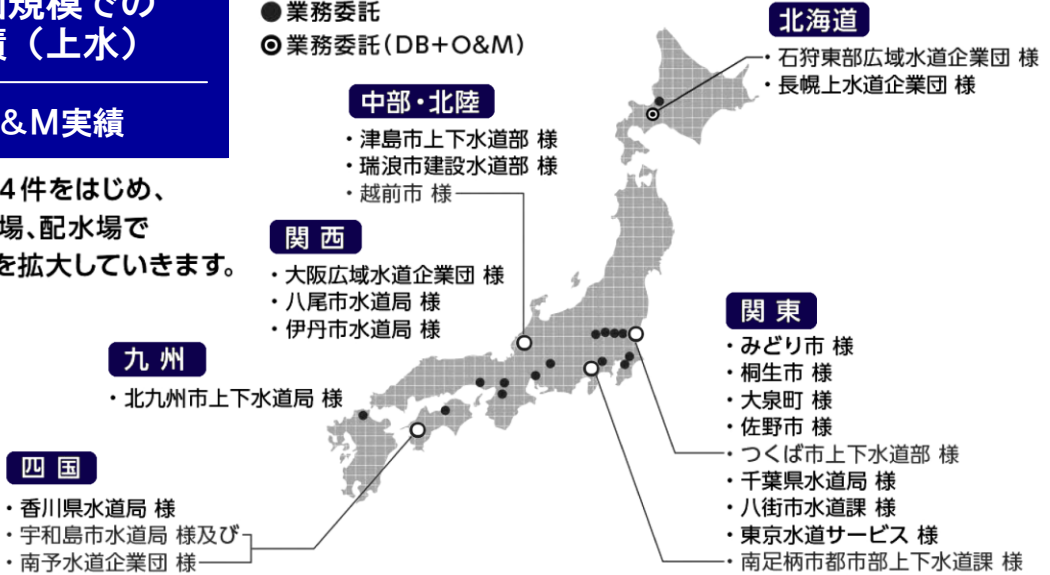 規模での
（上水）
&M実績
4件をはじめ、
場、配水場で
を拡大していきます。
●業務委託
◉業務委託（DB+O&M）
北海道
・石狩東部広域水道企業団 様
・長幌上水道企業団 様
中部・北陸
・津島市上下水道部 様
・瑞浪市建設水道部 様
・越前市 様
関西
・大阪広域水道企業団 様
・八尾市水道局 様
・伊丹市水道局 様
九州
・北九州市上下水道局 様
四国
・香川県水道局 様
・宇和島市水道局 様及び
・南予水道企業団 様
関東
・みどり市 様
・桐生市 様
・大泉町 様
・佐野市 様
・つくば市上下水道部 様
・千葉県水道局 様
・八街市水道課 様
・東京水道サービス 様
・南足柄市都市部上下水道課 様